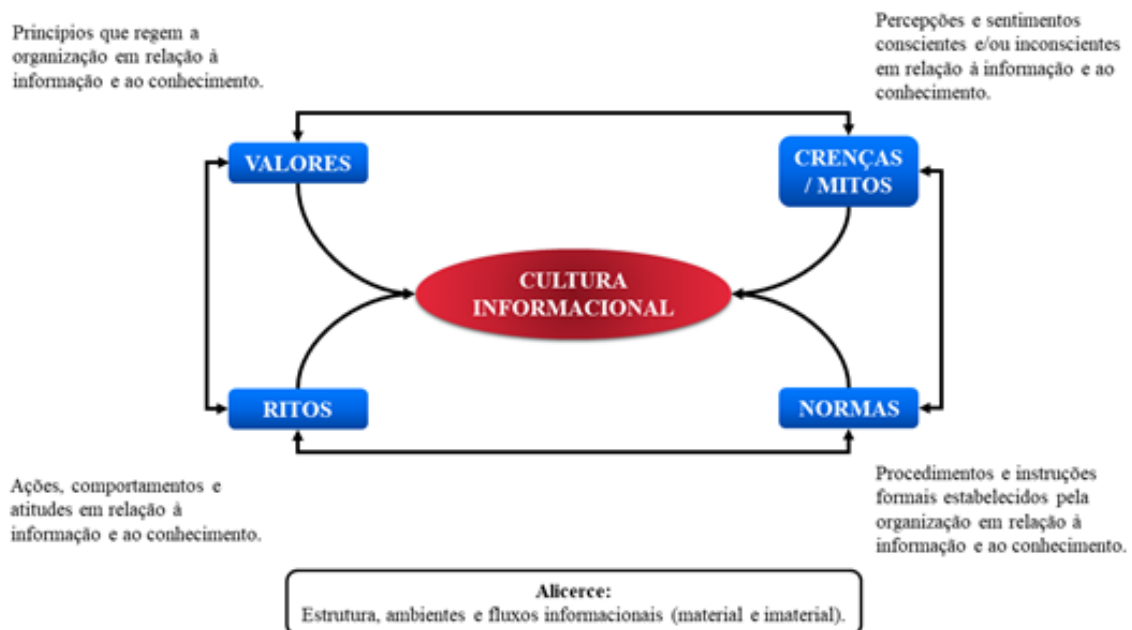 Princípios que regem a
organização em relação à
informação e ao conhecimento.
Percepções e sentimentos
conscientes e/ou inconscientes
em relação à informação e ao
conhecimento.
VALORES
CRENÇAS
/ MITOS
CULTURA
INFORMACIONAL
RITOS
NORMAS
Ações, comportamentos e
atitudes em relação à
informação e ao conhecimento.
Procedimentos e instruções
formais estabelecidos pela
organização em relação à
informação e ao conhecimento.
Alicerce:
Estrutura, ambientes e fluxos informacionais (material e imaterial).